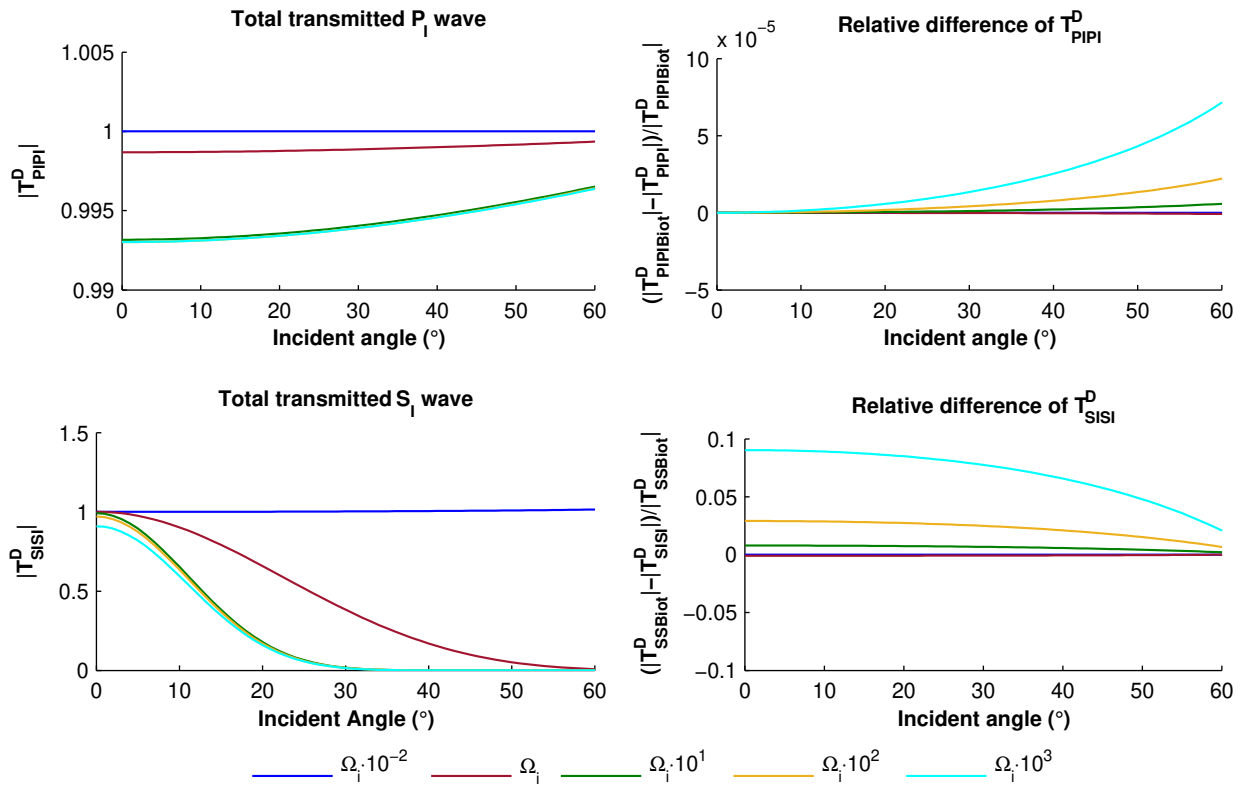 Total transmitted P_I wave
1.005
1
0.995
0.99
|T^D_PIPI|
0 10 20 30 40 50 60
Incident angle (°)
Relative difference of T^D_PIPI
x 10^-5
10
5
0
−5
(|T^D_PIPIBiot|−|T^D_PIPI|)/|T^D_PIPIBiot|
0 10 20 30 40 50 60
Incident angle (°)
Total transmitted S_I wave
1.5
1
0.5
0
|T^D_SISI|
0 10 20 30 40 50 60
Incident Angle (°)
Relative difference of T^D_SISI
0.1
0.05
0
−0.05
−0.1
(|T^D_SSBiot|−|T^D_SISI|)/|T^D_SSBiot|
0 10 20 30 40 50 60
Incident angle (°)
Ω_i·10^−2 Ω_i Ω_i·10^1 Ω_i·10^2 Ω_i·10^3